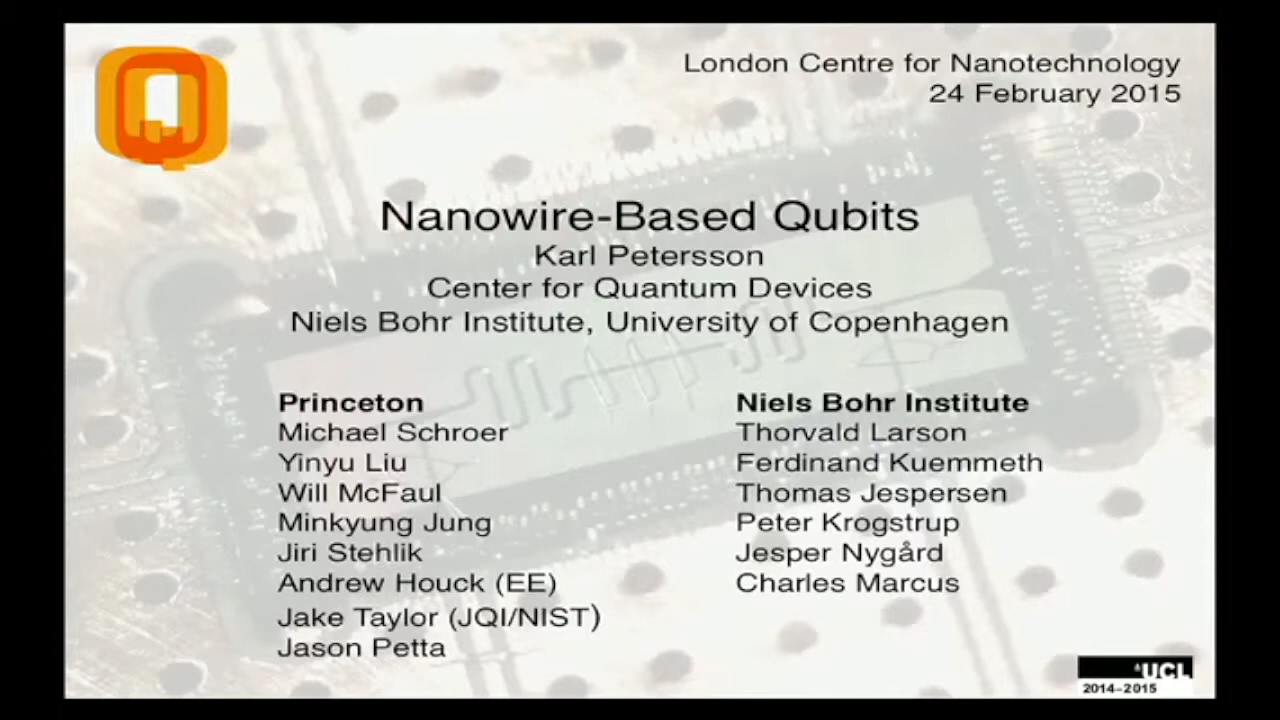 Q
London Centre for Nanotechnology
24 February 2015
Nanowire-Based Qubits
Karl Petersson
Center for Quantum Devices
Niels Bohr Institute, University of Copenhagen
Princeton
Michael Schroer
Yinyu Liu
Will McFaul
Minkyung Jung
Jiri Stehlik
Andrew Houck (EE)
Jake Taylor (JQI/NIST)
Jason Petta
Niels Bohr Institute
Thorvald Larson
Ferdinand Kuemmeth
Thomas Jespersen
Peter Krogstrup
Jesper Nygård
Charles Marcus
UCL
2014–2015